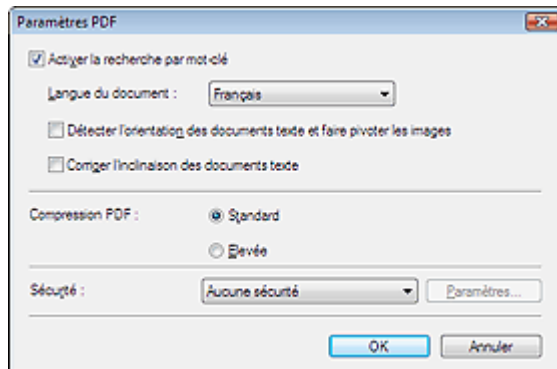 Paramètres PDF
Activer la recherche par mot-clé
Langue du document : Français
Détecter l'orientation des documents texte et faire pivoter les images
Corriger l'inclinaison des documents texte
Compression PDF : Standard
Elevée
Sécurité : Aucune sécurité Paramètres...
OK Annuler